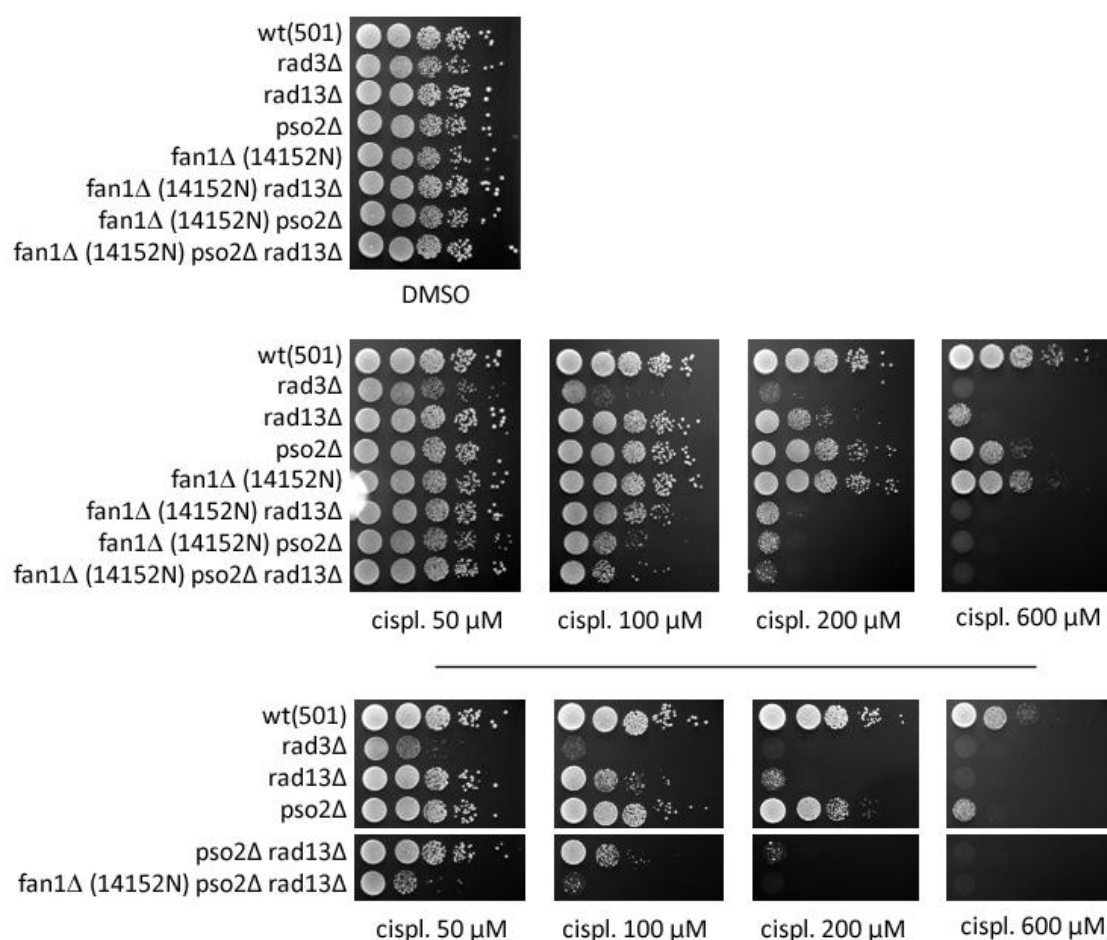 wt(501)
rad3Δ
rad13Δ
pso2Δ
fan1Δ (14152N)
fan1Δ (14152N) rad13Δ
fan1Δ (14152N) pso2Δ
fan1Δ (14152N) pso2Δ rad13Δ
DMSO
wt(501)
rad3Δ
rad13Δ
pso2Δ
fan1Δ (14152N)
fan1Δ (14152N) rad13Δ
fan1Δ (14152N) pso2Δ
fan1Δ (14152N) pso2Δ rad13Δ
cispl. 50 µM cispl. 100 µM cispl. 200 µM cispl. 600 µM
wt(501)
rad3Δ
rad13Δ
pso2Δ
pso2Δ rad13Δ
fan1Δ (14152N) pso2Δ rad13Δ
cispl. 50 µM cispl. 100 µM cispl. 200 µM cispl. 600 µM